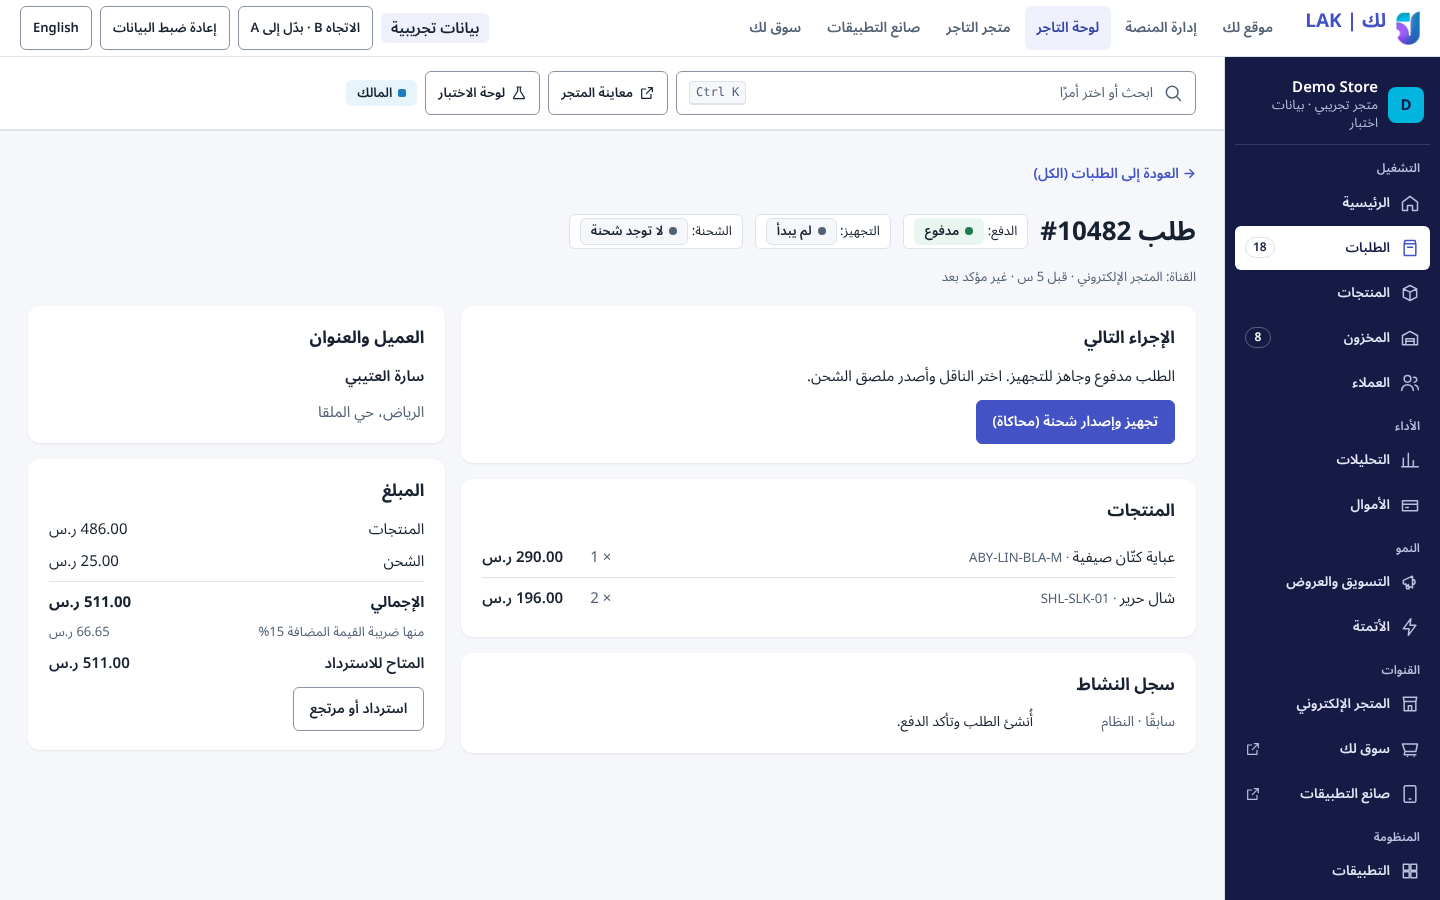 لك | LAK
موقع لك
إدارة المنصة
لوحة التاجر
متجر التاجر
صانع التطبيقات
سوق لك
بيانات تجريبية
الاتجاه B · بدّل إلى A
إعادة ضبط البيانات
English
Demo Store
متجر تجريبي · بيانات
اختبار
D
التشغيل
الرئيسية
الطلبات
18
المنتجات
المخزون
8
العملاء
الأداء
التحليلات
الأموال
النمو
التسويق والعروض
الأتمتة
القنوات
المتجر الإلكتروني
سوق لك
صانع التطبيقات
المنظومة
التطبيقات
ابحث أو اختر أمرًا
Ctrl K
معاينة المتجر
لوحة الاختبار
المالك
→ العودة إلى الطلبات (الكل)
طلب 10482#
الدفع: مدفوع
التجهيز: لم يبدأ
الشحنة: لا توجد شحنة
القناة: المتجر الإلكتروني · قبل 5 س · غير مؤكد بعد
الإجراء التالي
الطلب مدفوع وجاهز للتجهيز. اختر الناقل وأصدر ملصق الشحن.
تجهيز وإصدار شحنة (محاكاة)
المنتجات
عباية كتّان صيفية · ABY-LIN-BLA-M
× 1
290.00 ر.س
شال حرير · SHL-SLK-01
× 2
196.00 ر.س
سجل النشاط
سابقًا · النظام
أُنشئ الطلب وتأكد الدفع.
العميل والعنوان
سارة العتيبي
الرياض، حي الملقا
المبلغ
المنتجات 486.00 ر.س
الشحن 25.00 ر.س
الإجمالي 511.00 ر.س
منها ضريبة القيمة المضافة 15% 66.65 ر.س
المتاح للاسترداد 511.00 ر.س
استرداد أو مرتجع